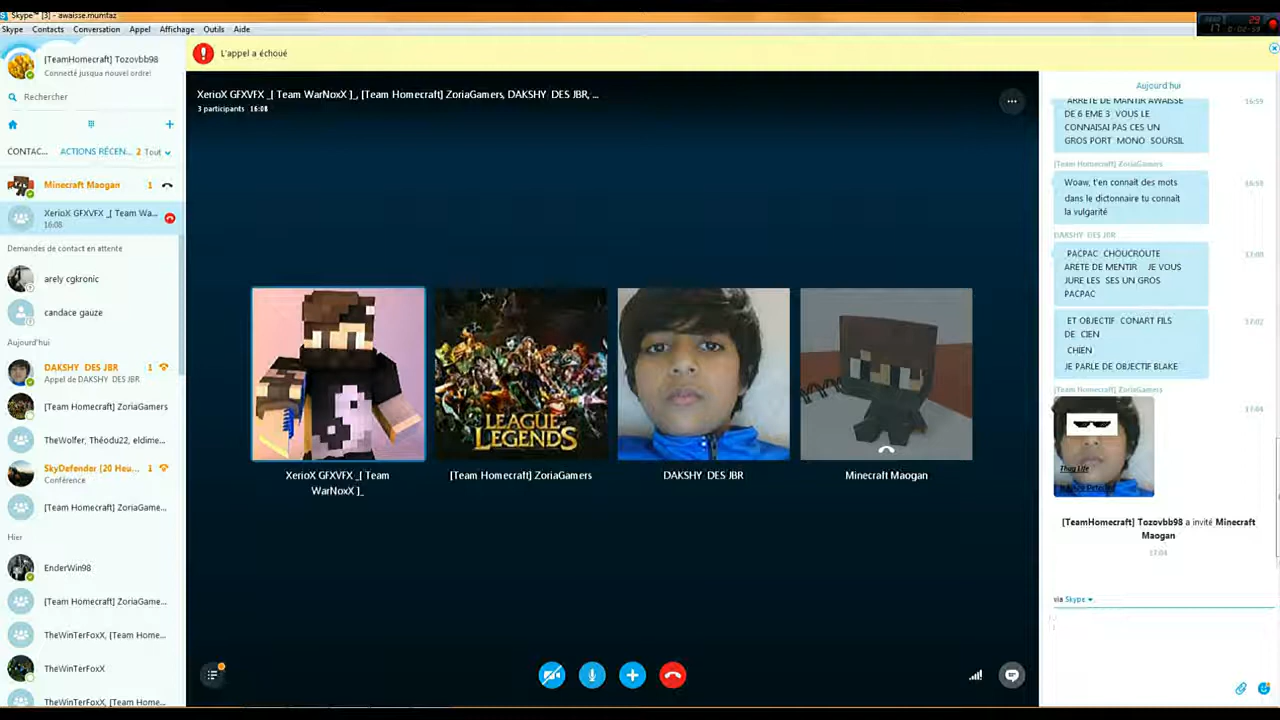 Skype™ [3] - awaisse.mumtaz
Skype Contacts Conversation Appel Affichage Outils Aide
[TeamHomecraft] Tozovbb98
Connecté jusqu'à nouvel ordre!
Rechercher
CONTAC... ACTIONS RÉCEN... 2 Tout
Minecraft Maogan 1
XerioX GFXVFX _[ Team Wa...
16:08
Demandes de contact en attente
arely cgkronic
candace gauze
Aujourd'hui
DAKSHY DES JBR 1
Appel de DAKSHY DES JBR
[Team Homecraft] ZoriaGamers
TheWolfer, Théodu22, eldime...
SkyDefender [20 Heu... 1
Conférence
[Team Homecraft] ZoriaGame...
Hier
EnderWin98
[Team Homecraft] ZoriaGame...
TheWinTerFoxX, [Team Home...
TheWinTerFoxX
TheWinTerFoxX, [Team Home...
L'appel a échoué
XerioX GFXVFX _[ Team WarNoxX ]_, [Team Homecraft] ZoriaGamers, DAKSHY DES JBR, ...
3 participants 16:08
LEAGUE
LEGENDS
XerioX GFXVFX _[ Team
WarNoxX ]_
[Team Homecraft] ZoriaGamers
DAKSHY DES JBR
Minecraft Maogan
Aujourd'hui
ARRETE DE MANTIR AWAISSE
DE 6 EME 3 VOUS LE
CONNAISAI PAS CES UN
GROS PORT MONO SOURSIL
16:59
[Team Homecraft] ZoriaGamers
Woaw, t'en connaît des mots
dans le dictonnaire tu connaît
la vulgarité
16:59
DAKSHY DES JBR
PACPAC CHOUCROUTE
ARETE DE MENTIR JE VOUS
JURE LES SES UN GROS
PACPAC
17:00
ET OBJECTIF CONART FILS
DE CIEN
CHIEN
JE PARLE DE OBJECTIF BLAKE
17:02
[Team Homecraft] ZoriaGamers
17:04
Thug Life
[TeamHomecraft] Tozovbb98 a invité Minecraft
Maogan
17:04
via Skype